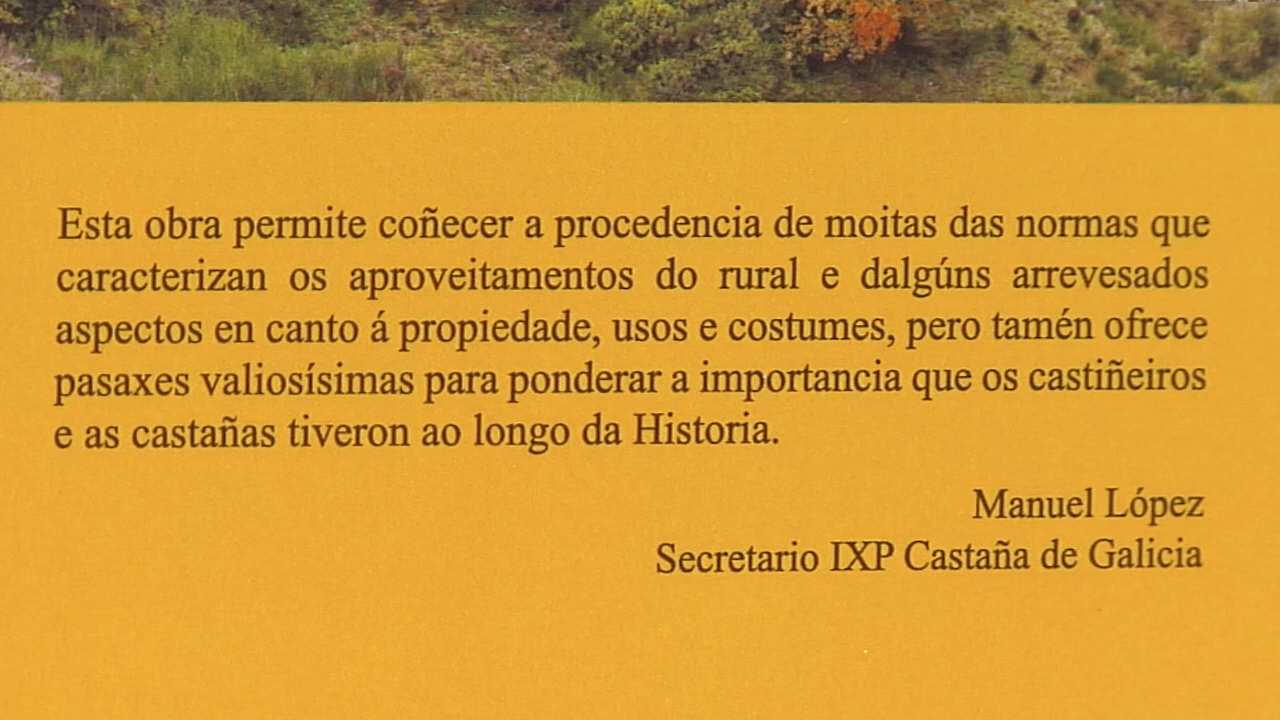 Esta obra permite coñecer a procedencia de moitas das normas que
caracterizan os aproveitamentos do rural e dalgúns arrevesados
aspectos en canto á propiedade, usos e costumes, pero tamén ofrece
pasaxes valiosísimas para ponderar a importancia que os castiñeiros
e as castañas tiveron ao longo da Historia.
Manuel López
Secretario IXP Castaña de Galicia